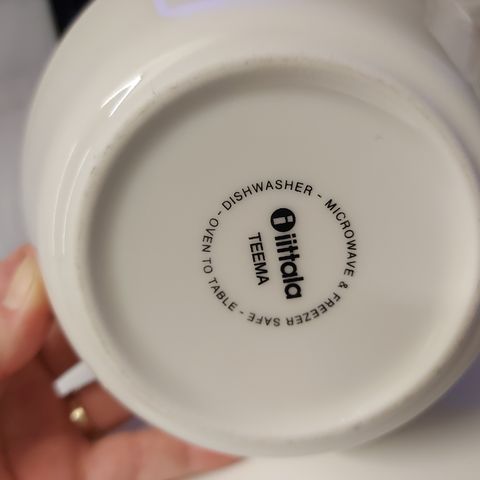 OVEN TO TABLE - DISHWASHER - MICROWAVE & FREEZER SAFE -
i iittala
TEEMA